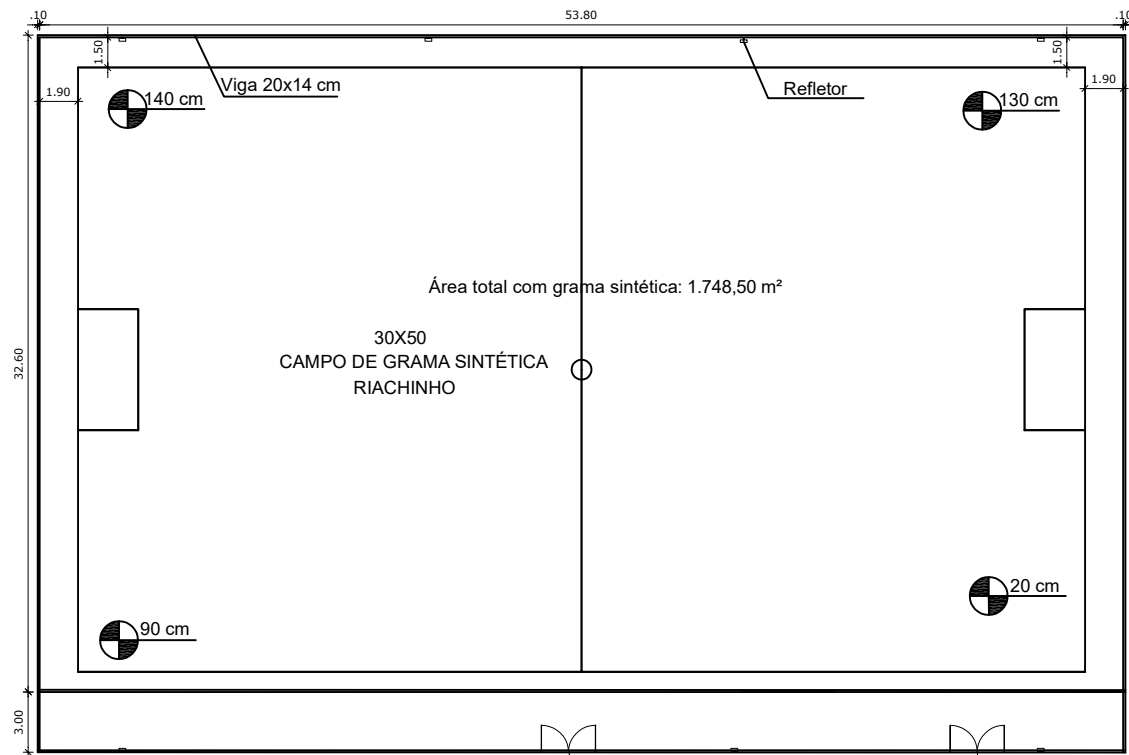 .10
53.80
.10
1.50
1.50
1.90
Viga 20x14 cm
Refletor
1.90
140 cm
130 cm
Área total com grama sintética: 1.748,50 m²
30X50
CAMPO DE GRAMA SINTÉTICA
RIACHINHO
32.60
20 cm
90 cm
3.00